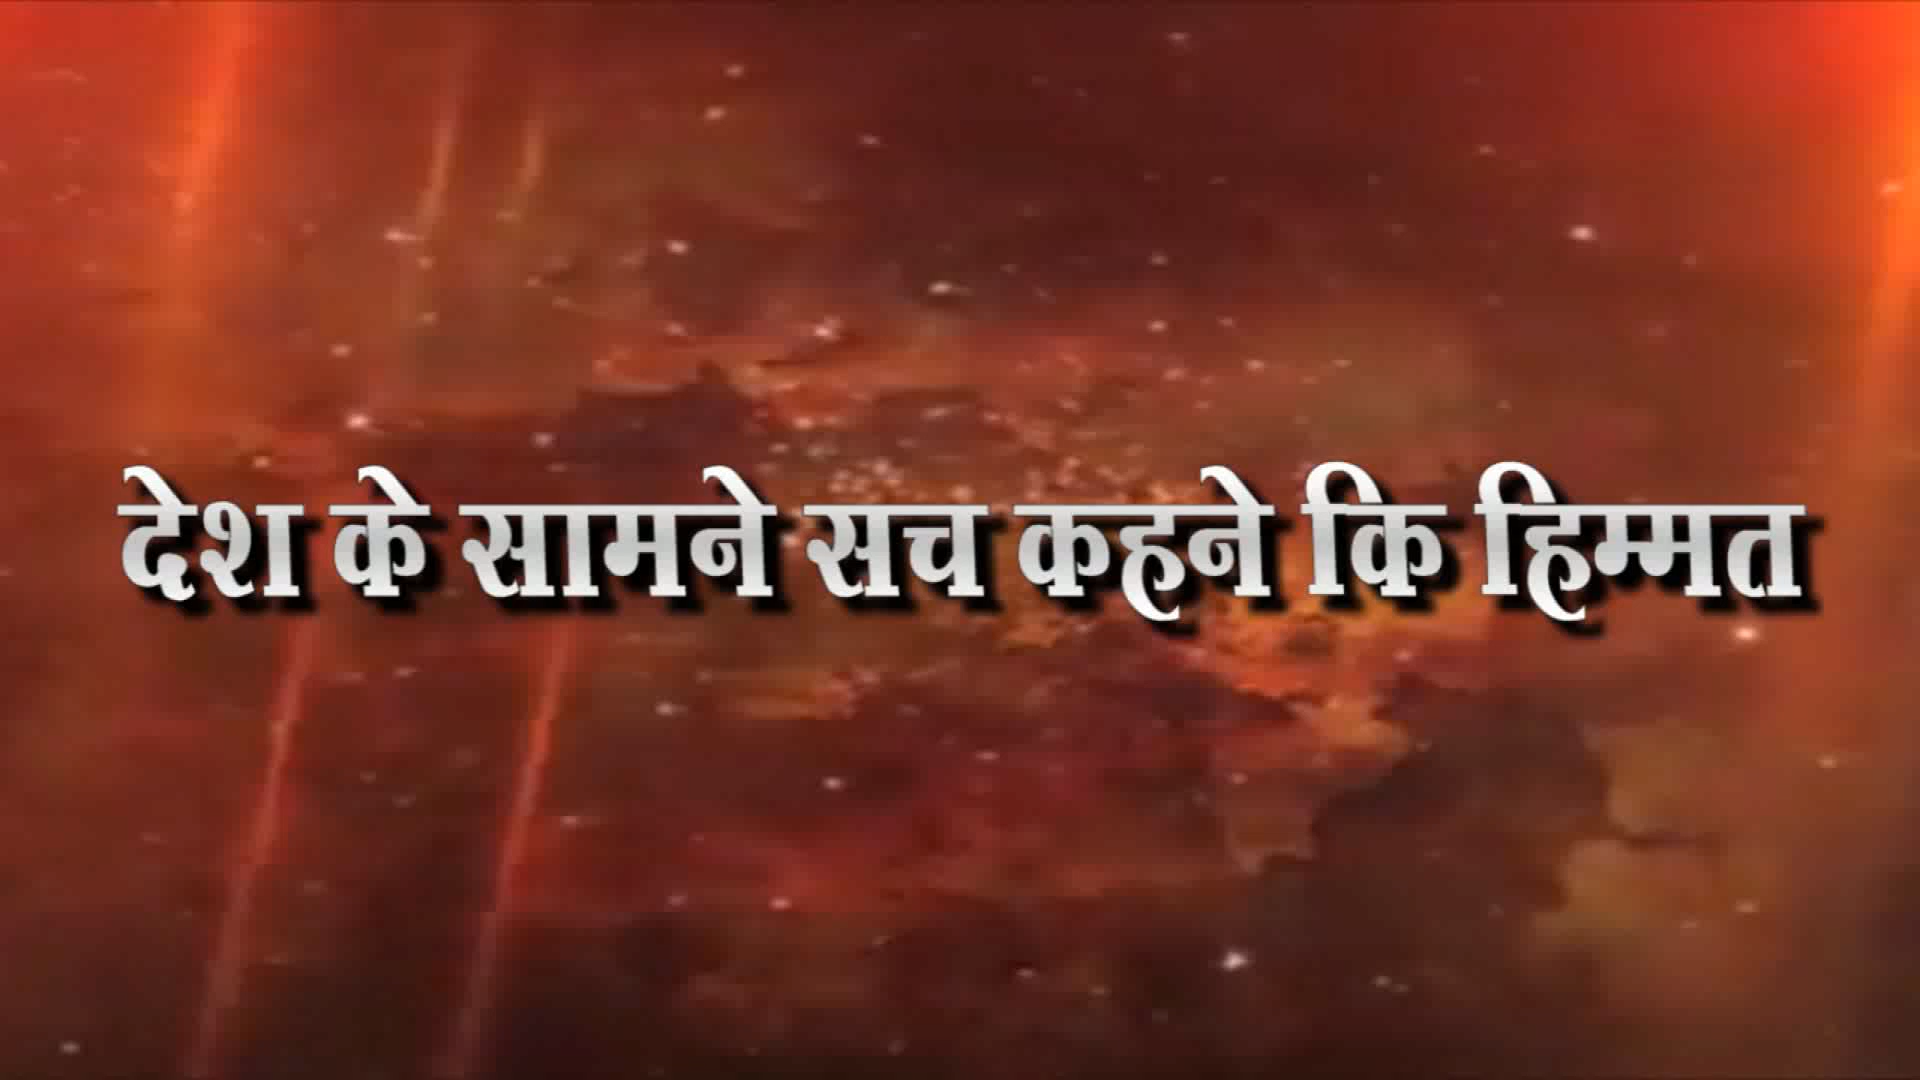 देश के सामने सच कहने कि हिम्मत